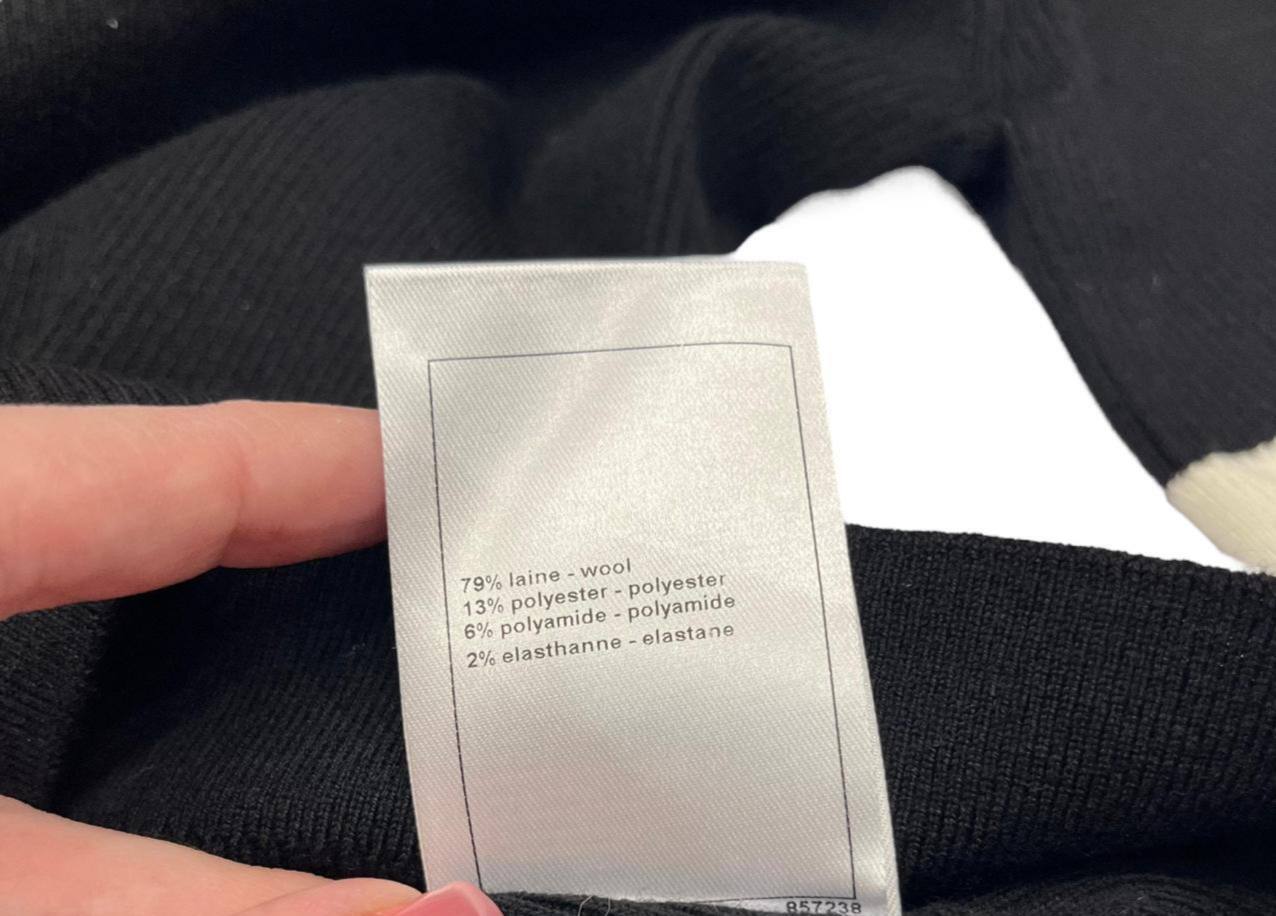 79% laine - wool
13% polyester - polyester
6% polyamide - polyamide
2% elasthanne - elastane
857238